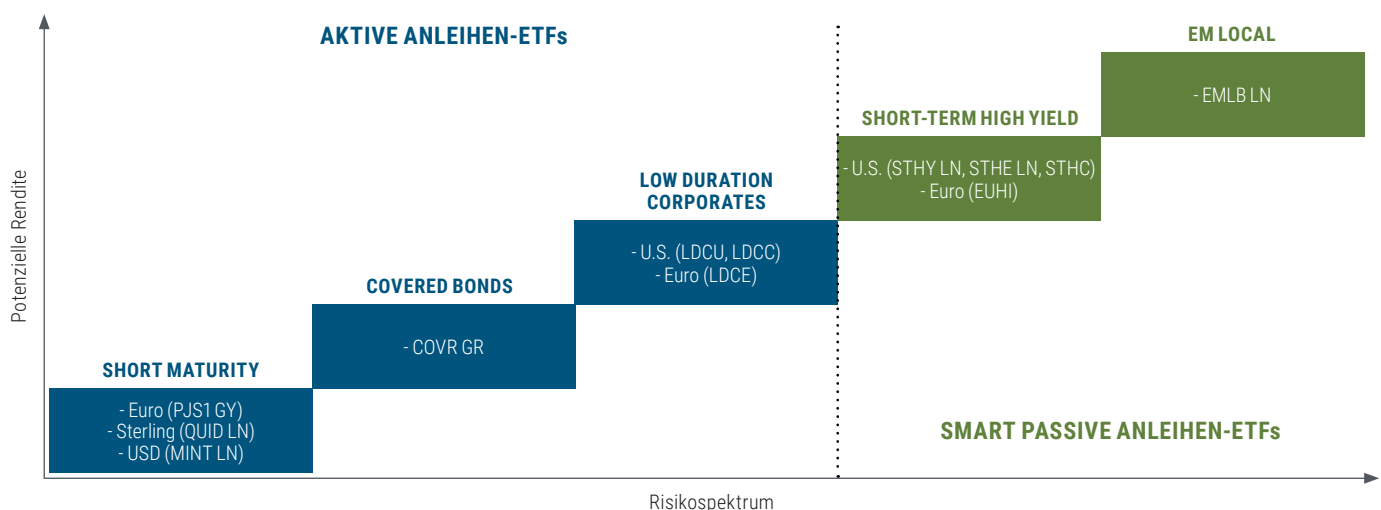 AKTIVE ANLEIHEN-ETFs
EM LOCAL
- EMLB LN
SHORT-TERM HIGH YIELD
- U.S. (STHY LN, STHE LN, STHC)
- Euro (EUHI)
LOW DURATION
CORPORATES
- U.S. (LDCU, LDCC)
- Euro (LDCE)
COVERED BONDS
- COVR GR
SHORT MATURITY
- Euro (PJS1 GY)
- Sterling (QUID LN)
- USD (MINT LN)
SMART PASSIVE ANLEIHEN-ETFs
Potenzielle Rendite
Risikospektrum